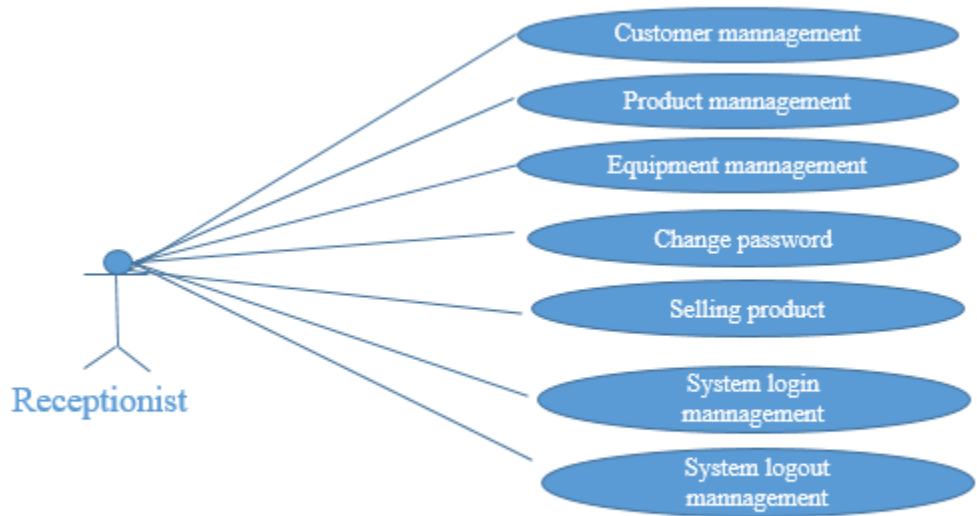 Customer mannagement
Product mannagement
Equipment mannagement
Change password
Selling product
Receptionist
System login
mannagement
System logout
mannagement